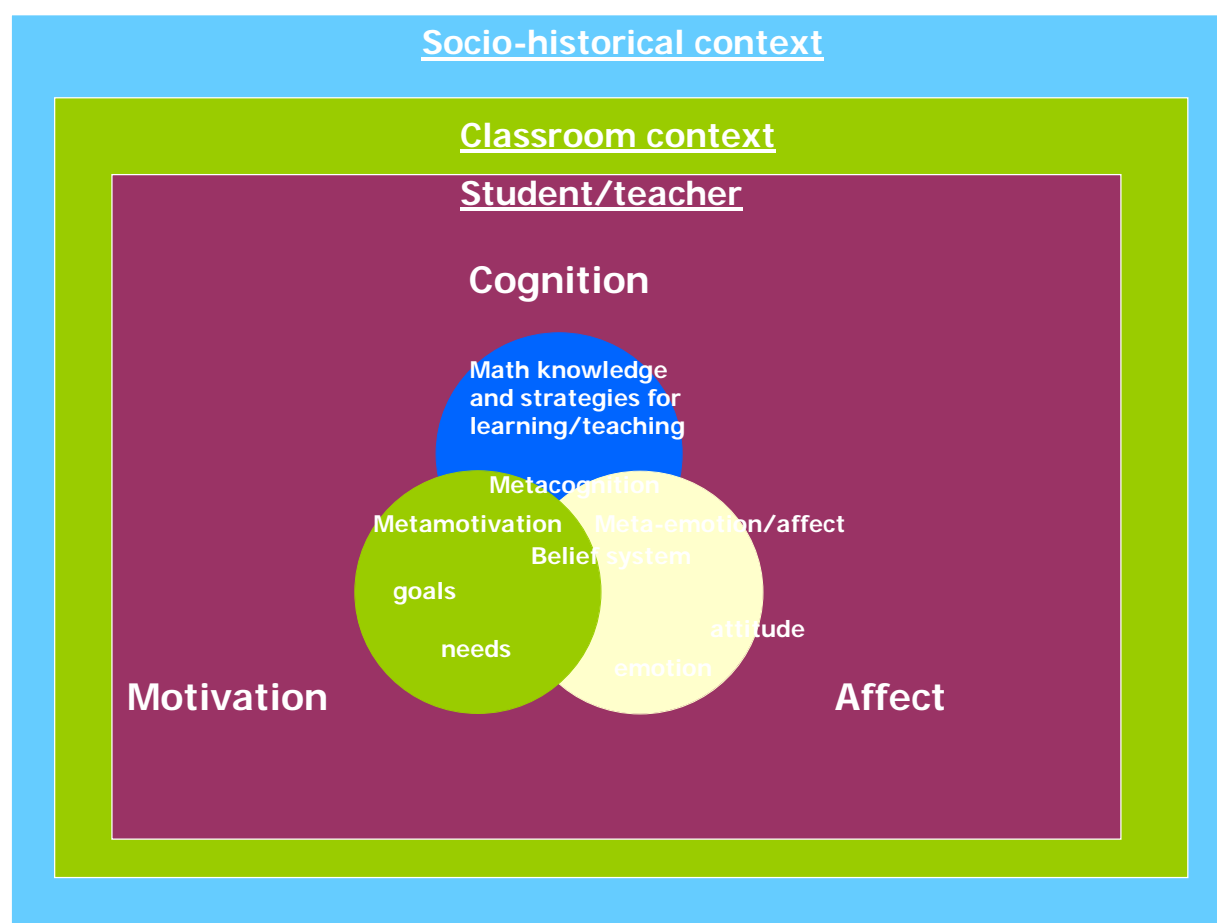 Socio-historical context
Classroom context
Student/teacher
Cognition
Math knowledge
and strategies for
learning/teaching
Metacognition
Metamotivation
Meta-emotion/affect
Belief system
goals
attitude
needs
emotion
Motivation
Affect